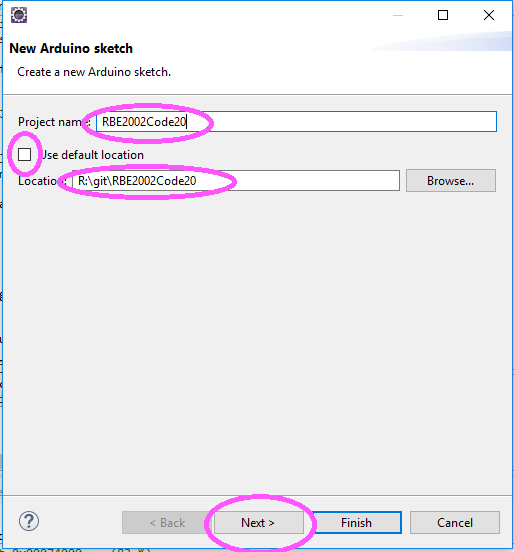 New Arduino sketch
Create a new Arduino sketch.
Project name: RBE2002Code20
Use default location
Location: R:\git\RBE2002Code20 Browse...
? < Back Next > Finish Cancel